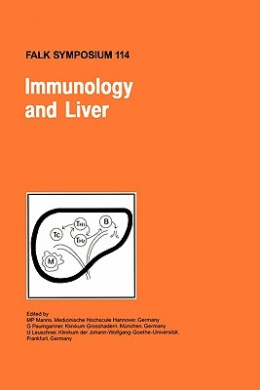 FALK SYMPOSIUM 114
Immunology
and Liver
Tc
TH1
TH2
B
M
Edited by
MP Manns, Medizinische Hochschule Hannover, Germany
G Paumgartner, Klinikum Grosshadern, München, Germany
U Leuschner, Klinikum der Johann-Wolfgang-Goethe-Universität,
Frankfurt, Germany